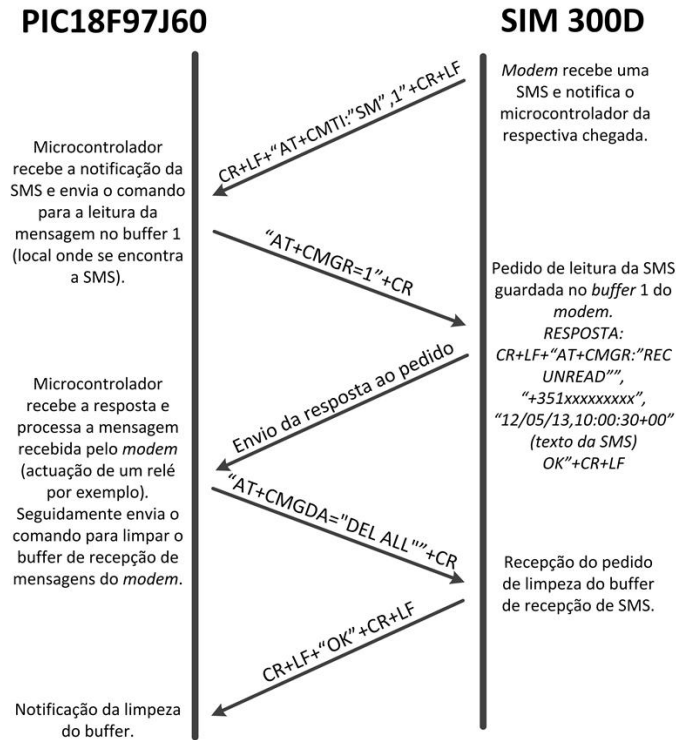 PIC18F97J60
SIM 300D
Modem recebe uma
SMS e notifica o
microcontrolador da
respectiva chegada.
CR+LF+“AT+CMTI:"SM",1”+CR+LF
Microcontrolador
recebe a notificação da
SMS e envia o comando
para a leitura da
mensagem no buffer 1
(local onde se encontra
a SMS).
“AT+CMGR=1”+CR
Pedido de leitura da SMS
guardada no buffer 1 do
modem.
RESPOSTA:
CR+LF+“AT+CMGR:”REC
UNREAD””,
“+351xxxxxxxxx”,
“12/05/13,10:00:30+00”
(texto da SMS)
OK”+CR+LF
Envio da resposta ao pedido
Microcontrolador
recebe a resposta e
processa a mensagem
recebida pelo modem
(actuação de um relé
por exemplo).
Seguidamente envia o
comando para limpar o
buffer de recepção de
mensagens do modem.
“AT+CMGDA="DEL ALL"”+CR
Recepção do pedido
de limpeza do buffer
de recepção de SMS.
CR+LF+“OK”+CR+LF
Notificação da limpeza
do buffer.